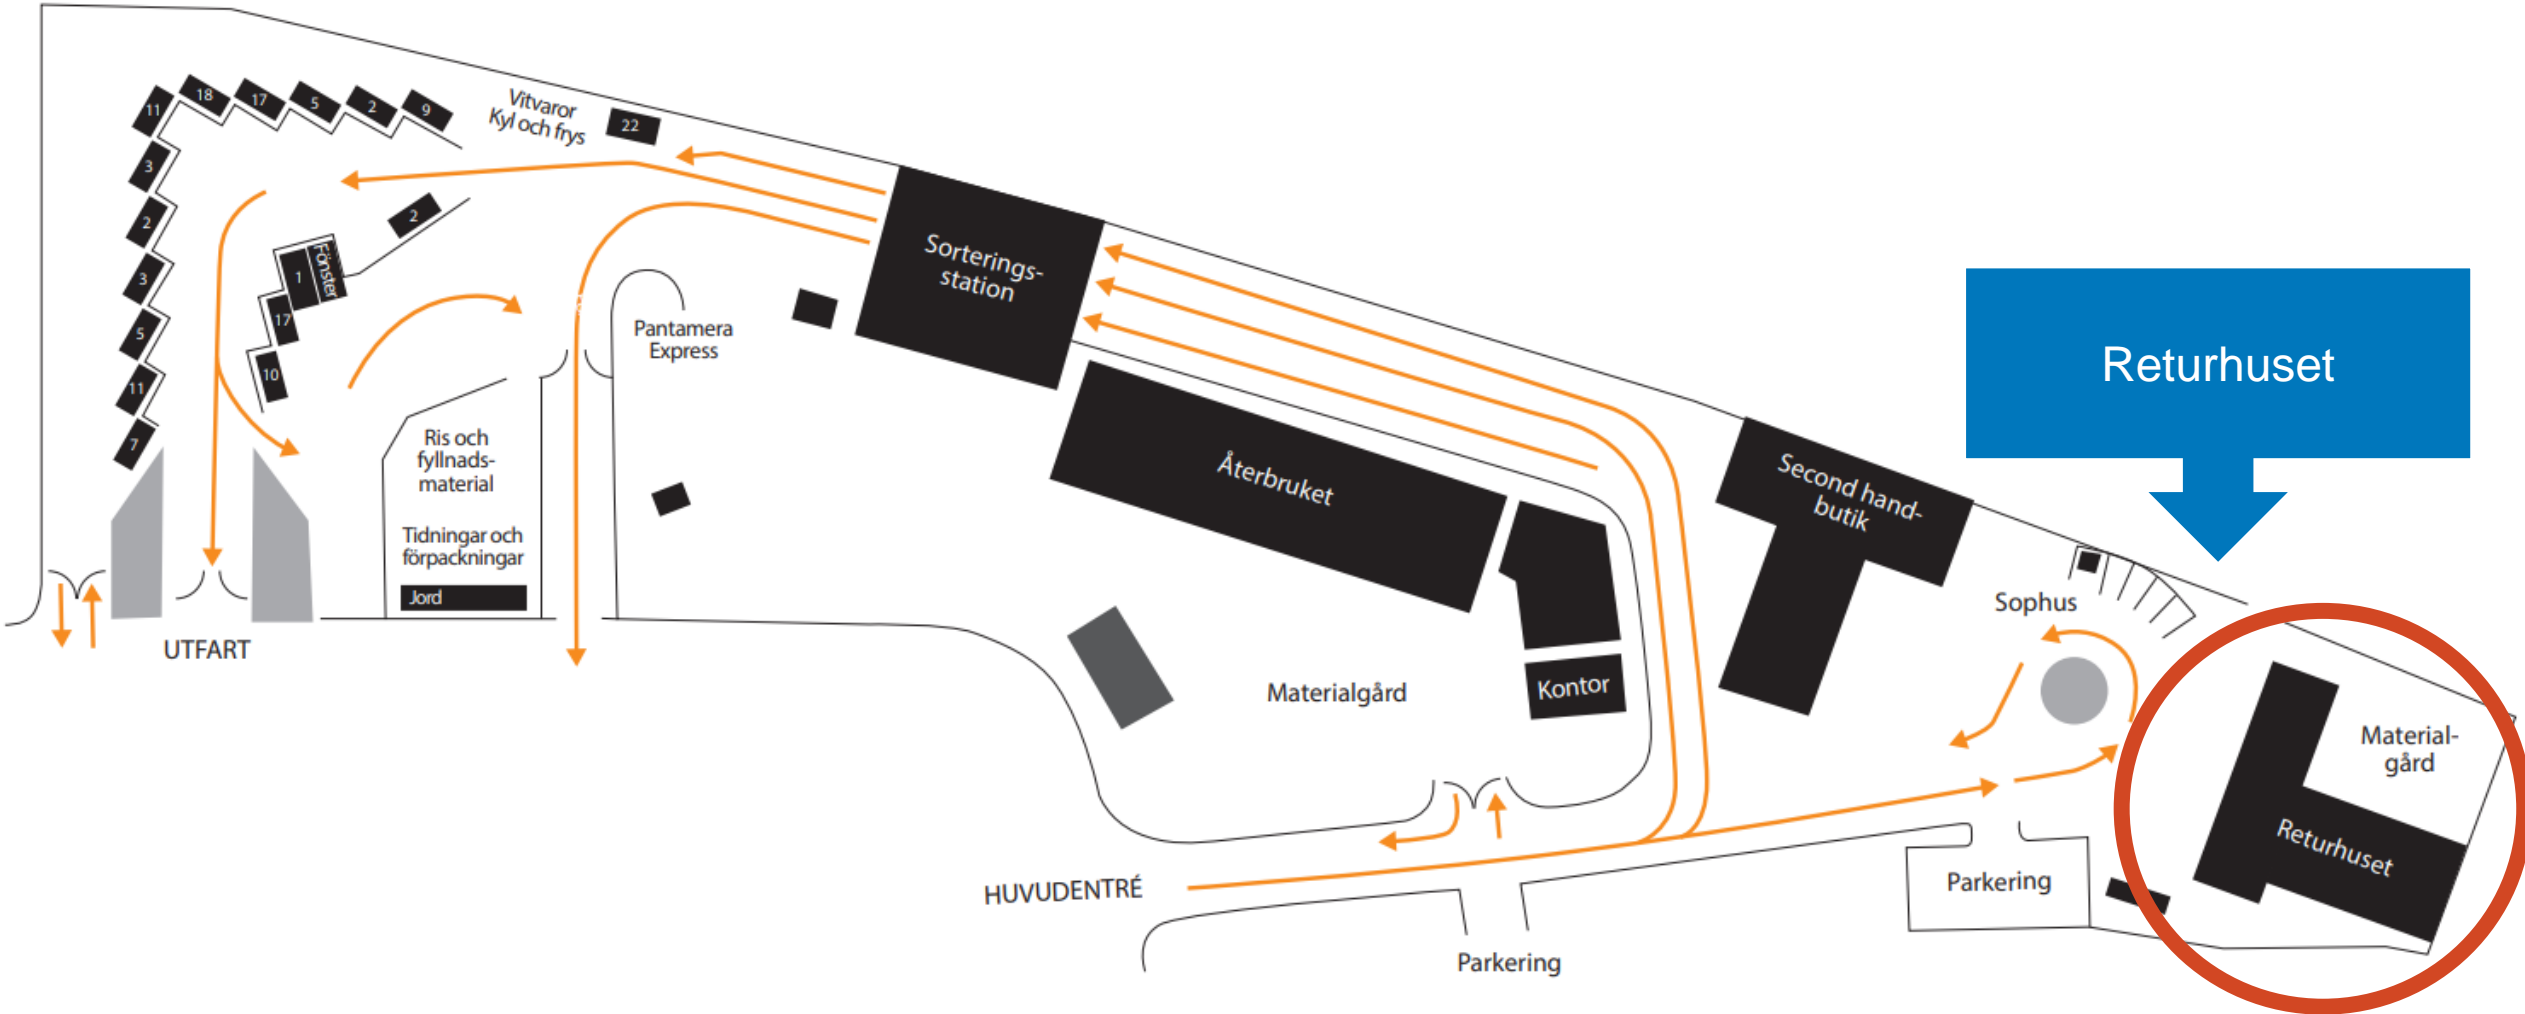 11
18
17
5
2
9
Vitvaror
Kyl och frys
22
3
2
3
5
11
7
2
Fönster
1
17
10
Pantamera
Express
Sorterings-
station
Återbruket
Ris och
fyllnads-
material
Tidningar och
förpackningar
Jord
UTFART
Materialgård
Kontor
HUVUDENTRÉ
Parkering
Second hand-
butik
Returhuset
Sophus
Parkering
Material-
gård
Returhuset